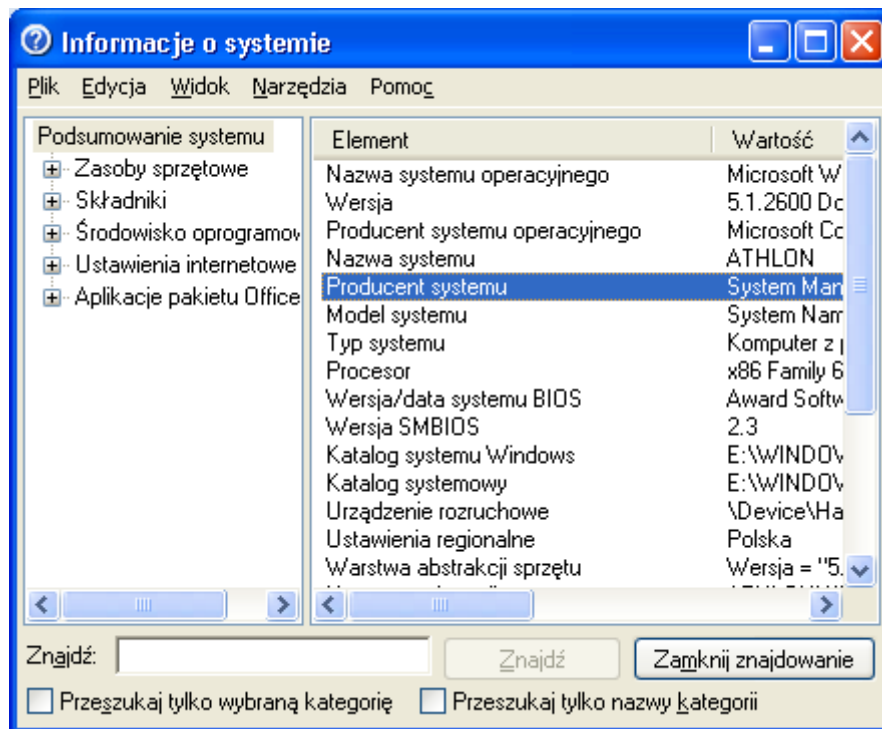 Informacje o systemie
Plik Edycja Widok Narzędzia Pomoc
Podsumowanie systemu
Zasoby sprzętowe
Składniki
Środowisko oprogramow
Ustawienia internetowe
Aplikacje pakietu Office
Element Wartość
Nazwa systemu operacyjnego Microsoft W
Wersja 5.1.2600 Do
Producent systemu operacyjnego Microsoft Co
Nazwa systemu ATHLON
Producent systemu System Man
Model systemu System Nam
Typ systemu Komputer z p
Procesor x86 Family 6
Wersja/data systemu BIOS Award Softw
Wersja SMBIOS 2.3
Katalog systemu Windows E:\WINDOW
Katalog systemowy E:\WINDOW
Urządzenie rozruchowe \Device\Ha
Ustawienia regionalne Polska
Warstwa abstrakcji sprzętu Wersja = "5.
Znajdź: Znajdź Zamknij znajdowanie
Przeszukaj tylko wybraną kategorię Przeszukaj tylko nazwy kategorii